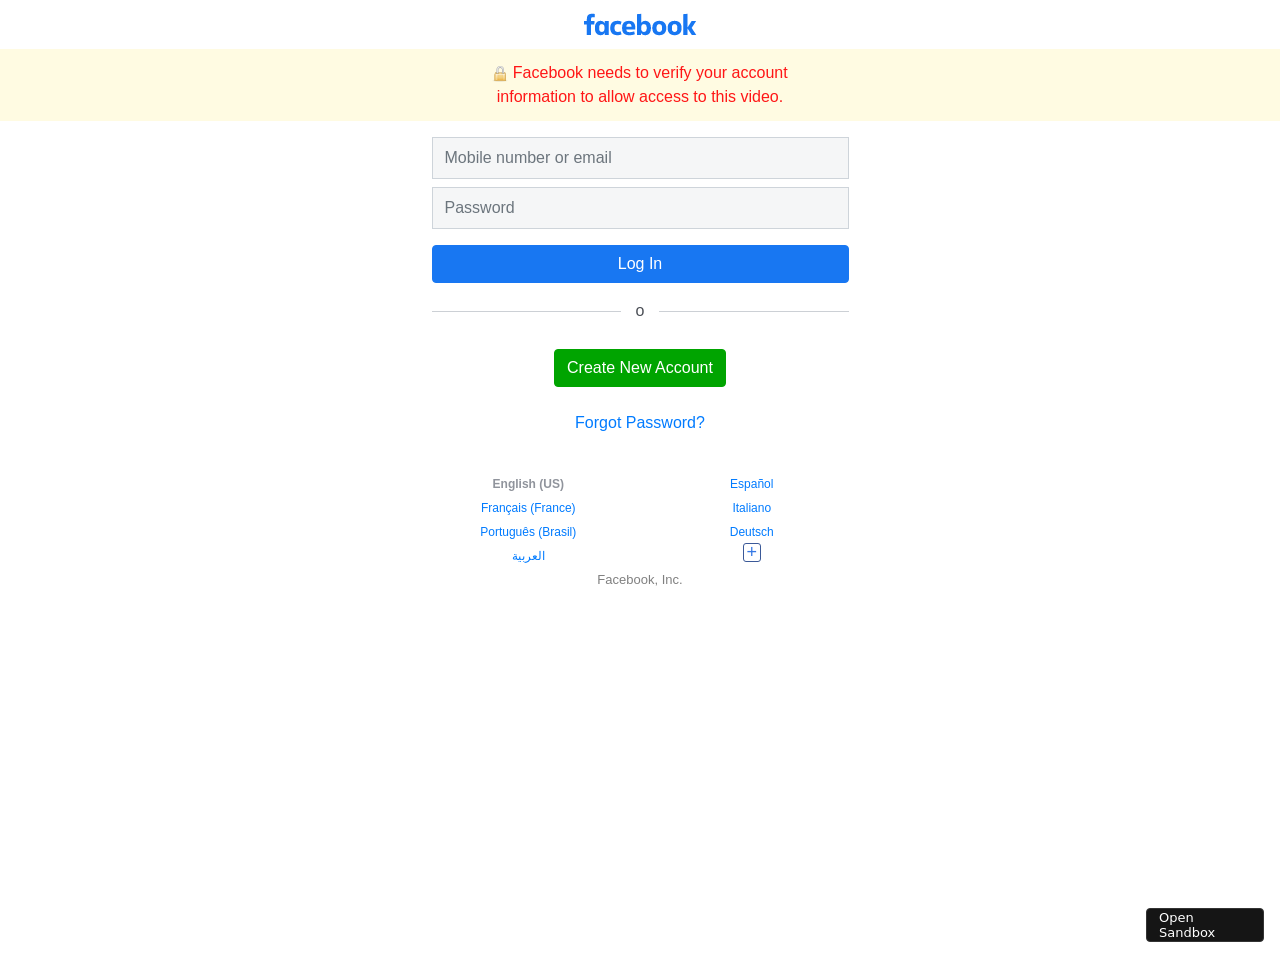 facebook
Facebook needs to verify your account
information to allow access to this video.
Mobile number or email
Password
Log In
o
Create New Account
Forgot Password?
English (US)
Español
Français (France)
Italiano
Português (Brasil)
Deutsch
العربية
+
Facebook, Inc.
Open
Sandbox